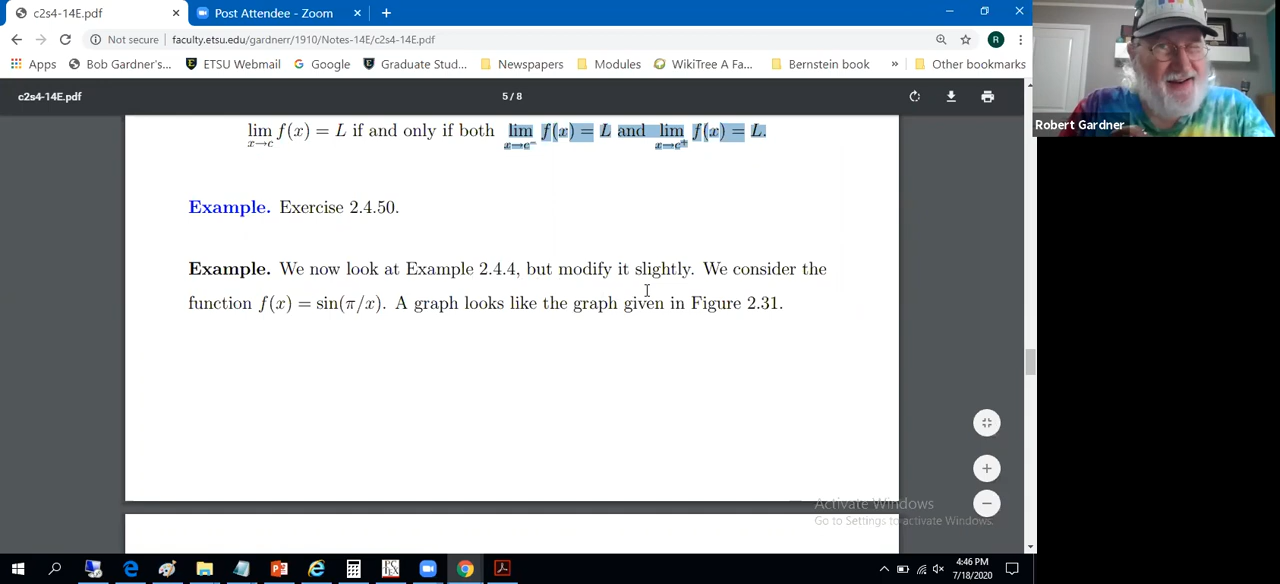 c2s4-14E.pdf
Post Attendee - Zoom
Not secure | faculty.etsu.edu/gardnerr/1910/Notes-14E/c2s4-14E.pdf
R
Apps Bob Gardner's... ETSU Webmail Google Graduate Stud... Newspapers Modules WikiTree A Fa... Bernstein book » Other bookmarks
c2s4-14E.pdf 5 / 8
Robert Gardner
lim f(x) = L if and only if both lim f(x) = L and lim f(x) = L.
x→c x→c⁻ x→c⁺
Example. Exercise 2.4.50.
Example. We now look at Example 2.4.4, but modify it slightly. We consider the
function f(x) = sin(π/x). A graph looks like the graph given in Figure 2.31.
Activate Windows
Go to Settings to activate Windows.
4:46 PM
7/18/2020